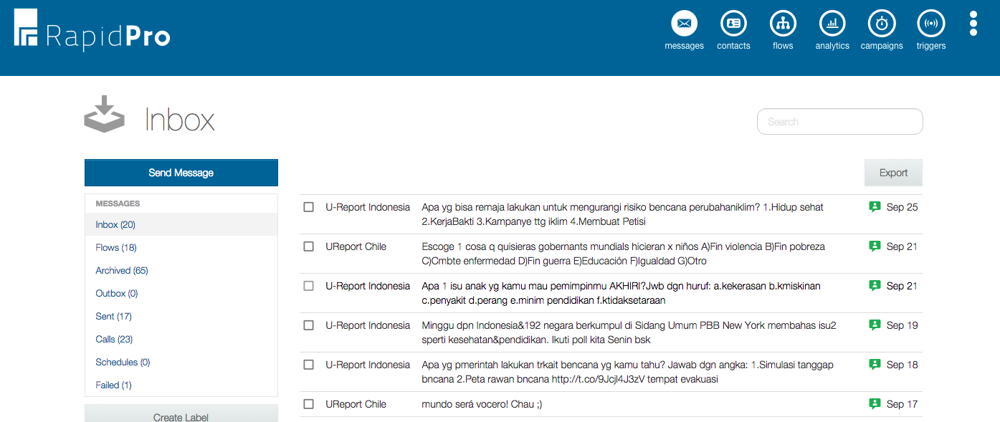 RapidPro
messages contacts flows analytics campaigns triggers
Inbox
Search
Send Message
Export
MESSAGES
Inbox (20)
Flows (18)
Archived (65)
Outbox (0)
Sent (17)
Calls (23)
Schedules (0)
Failed (1)
Create Label
U-Report Indonesia Apa yg bisa remaja lakukan untuk mengurangi risiko bencana perubahaniklim? 1.Hidup sehat Sep 25
2.KerjaBakti 3.Kampanye ttg iklim 4.Membuat Petisi
UReport Chile Escoge 1 cosa q quisieras gobernants mundials hicieran x niños A)Fin violencia B)Fin pobreza Sep 21
C)Cmbte enfermedad D)Fin guerra E)Educación F)Igualdad G)Otro
U-Report Indonesia Apa 1 isu anak yg kamu mau pemimpinmu AKHIRI?Jwb dgn huruf: a.kekerasan b.kmiskinan Sep 21
c.penyakit d.perang e.minim pendidikan f.ktidaksetaraan
U-Report Indonesia Minggu dpn Indonesia&192 negara berkumpul di Sidang Umum PBB New York membahas isu2 Sep 19
sperti kesehatan&pendidikan. Ikuti poll kita Senin bsk
U-Report Indonesia Apa yg pmerintah lakukan trkait bencana yg kamu tahu? Jawab dgn angka: 1.Simulasi tanggap Sep 18
bncana 2.Peta rawan bncana http://t.co/9Jcjl4J3zV tempat evakuasi
UReport Chile mundo será vocero! Chau ;) Sep 17